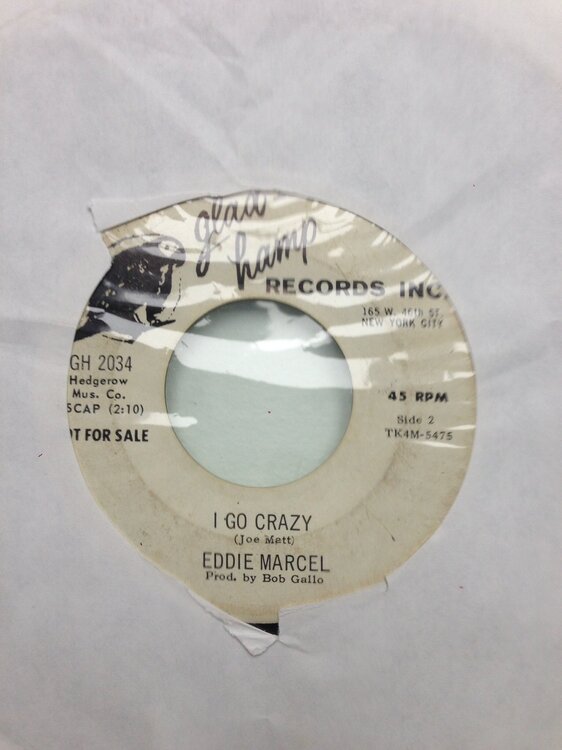 glad
hamp
RECORDS INC.
165 W. 46th ST.
NEW YORK CITY
GH 2034
Hedgerow
Mus. Co.
SCAP (2:10)
T FOR SALE
45 RPM
Side 2
TK4M-5475
I GO CRAZY
(Joe Matt)
EDDIE MARCEL
Prod. by Bob Gallo